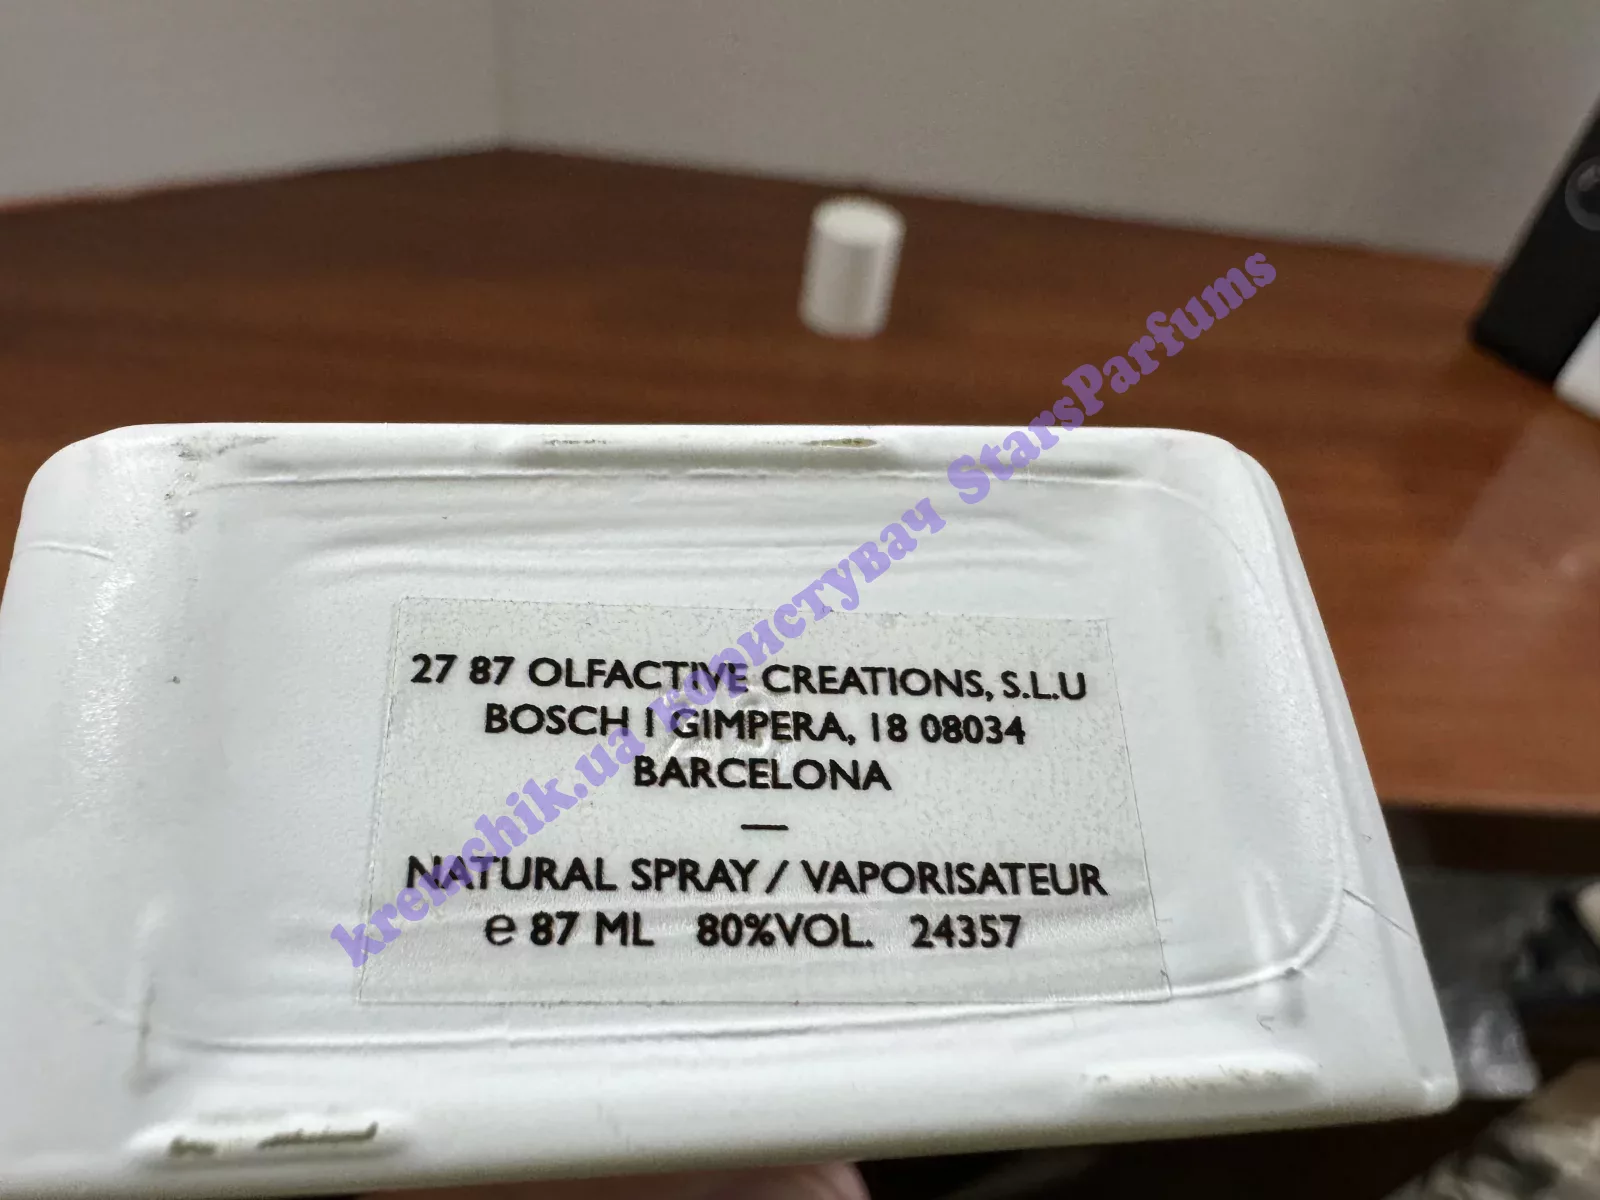 27 87 OLFACTIVE CREATIONS, S.L.U
BOSCH I GIMPERA, 18 08034
BARCELONA
—
NATURAL SPRAY / VAPORISATEUR
℮ 87 ML 80%VOL. 24357
kremchik.ua користувач StarsParfums